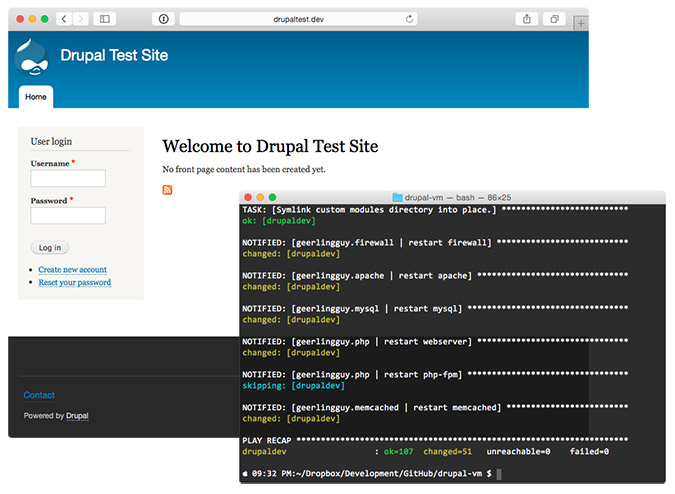 drupaltest.dev
Drupal Test Site
Home
User login
Username *
Password *
Log in
Create new account
Reset your password
Welcome to Drupal Test Site
No front page content has been created yet.
Contact
Powered by Drupal
drupal-vm — bash — 86×25
TASK: [Symlink custom modules directory into place.] ***************************
ok: [drupaldev]
NOTIFIED: [geerlingguy.firewall | restart firewall] ****************************
changed: [drupaldev]
NOTIFIED: [geerlingguy.apache | restart apache] ********************************
changed: [drupaldev]
NOTIFIED: [geerlingguy.mysql | restart mysql] **********************************
changed: [drupaldev]
NOTIFIED: [geerlingguy.php | restart webserver] ********************************
changed: [drupaldev]
NOTIFIED: [geerlingguy.php | restart php-fpm] **********************************
skipping: [drupaldev]
NOTIFIED: [geerlingguy.memcached | restart memcached] **************************
changed: [drupaldev]
PLAY RECAP *********************************************************************
drupaldev : ok=107 changed=51 unreachable=0 failed=0
09:32 PM:~/Dropbox/Development/GitHub/drupal-vm $